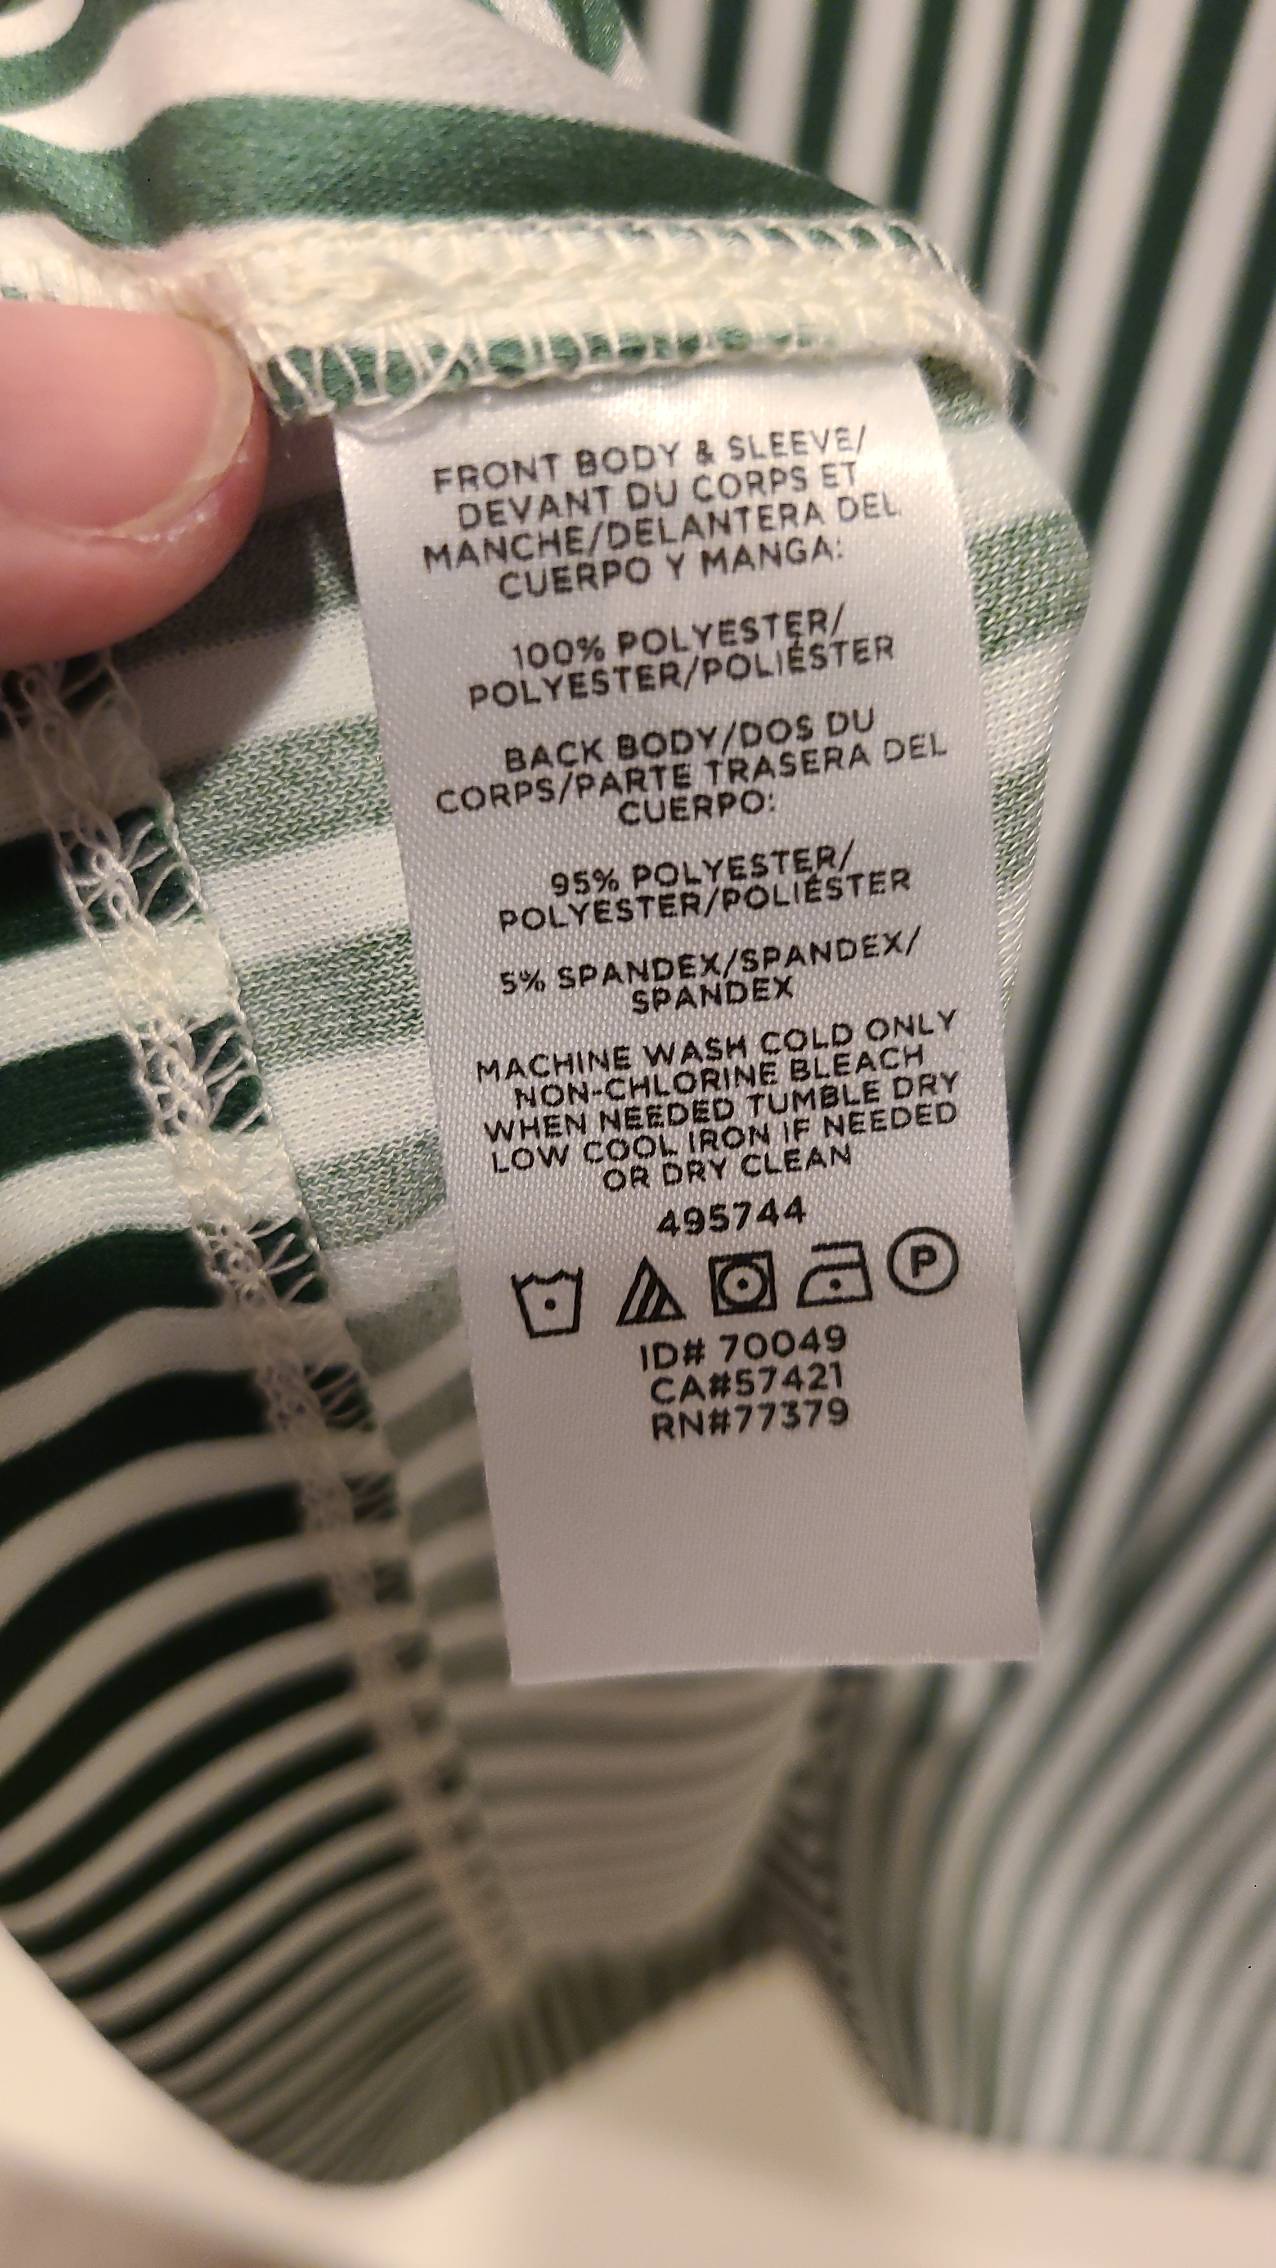 FRONT BODY & SLEEVE/
DEVANT DU CORPS ET
MANCHE/DELANTERA DEL
CUERPO Y MANGA:
100% POLYESTER/
POLYESTER/POLIÉSTER
BACK BODY/DOS DU
CORPS/PARTE TRASERA DEL
CUERPO:
95% POLYESTER/
POLYESTER/POLIÉSTER
5% SPANDEX/SPANDEX/
SPANDEX
MACHINE WASH COLD ONLY
NON-CHLORINE BLEACH
WHEN NEEDED TUMBLE DRY
LOW COOL IRON IF NEEDED
OR DRY CLEAN
495744
P
ID# 70049
CA#57421
RN#77379